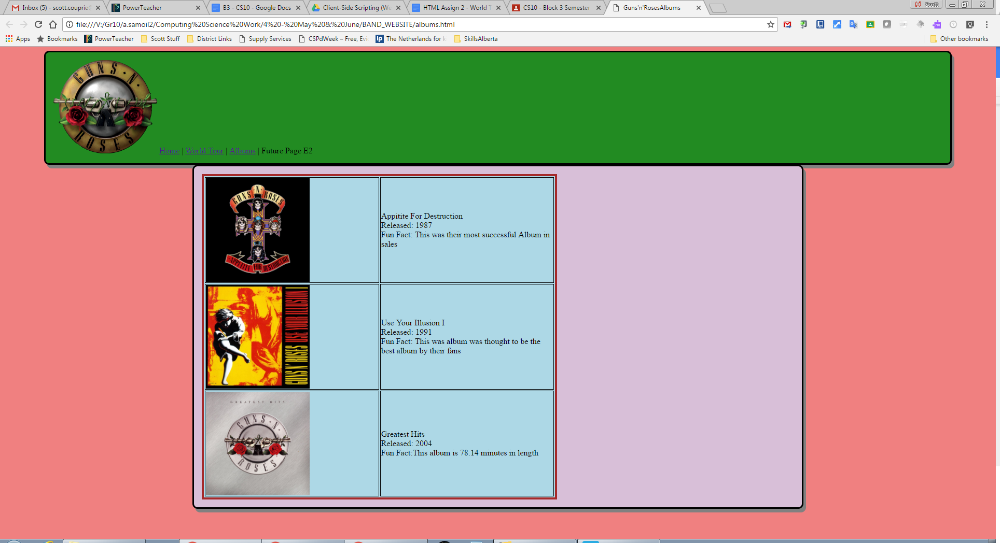 Inbox (5) - scott.couprie
PowerTeacher
B3 - CS10 - Google Docs
Client-Side Scripting (We
HTML Assign 2 - World T
CS10 - Block 3 Semester
Guns'n'RosesAlbums
Scott
file:///V:/Gr10/a.samoil2/Computing%20Science%20Work/4%20-%20May%20&%20June/BAND_WEBSITE/albums.html
Apps
Bookmarks
PowerTeacher
Scott Stuff
District Links
Supply Services
CSPdWeek – Free, Evi
The Netherlands for k
SkillsAlberta
Other bookmarks
GUNS N'
ROSES
Home | World Tour | Albums | Future Page E2
GUNS N' ROSES
APPETITE FOR DESTRUCTION
Appitite For Destruction
Released: 1987
Fun Fact: This was their most successful Album in
sales
GUNS N' ROSES USE YOUR ILLUSION I
Use Your Illusion I
Released: 1991
Fun Fact: This was album was thought to be the
best album by their fans
GREATEST HITS
GUNS N'
ROSES
Greatest Hits
Released: 2004
Fun Fact:This album is 78.14 minutes in length